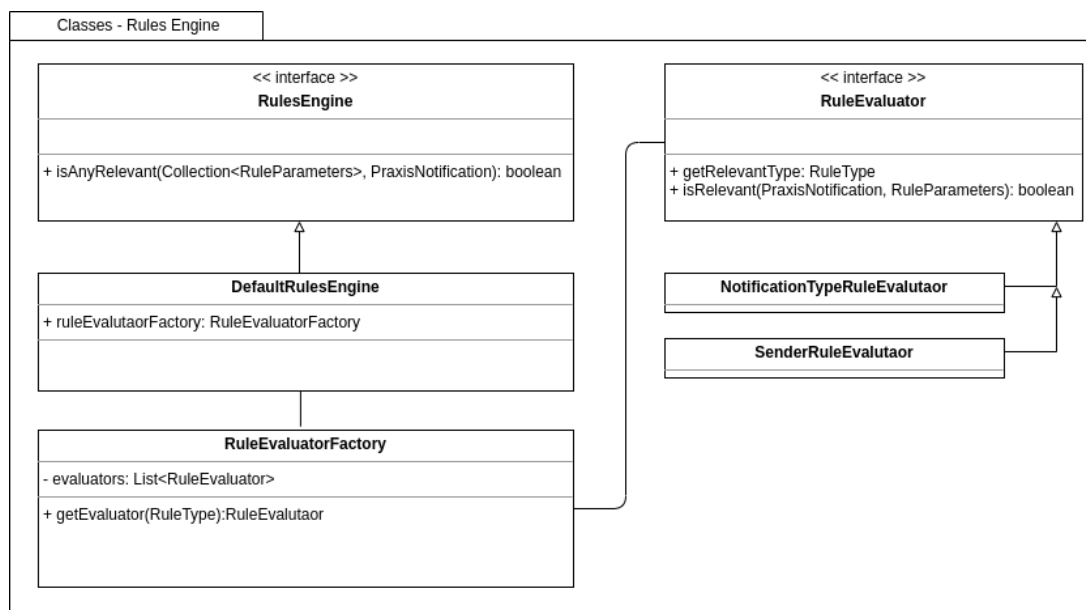 Classes - Rules Engine
<< interface >>
RulesEngine
+ isAnyRelevant(Collection<RuleParameters>, PraxisNotification): boolean
DefaultRulesEngine
+ ruleEvalutaorFactory: RuleEvaluatorFactory
RuleEvaluatorFactory
- evaluators: List<RuleEvaluator>
+ getEvaluator(RuleType):RuleEvalutaor
<< interface >>
RuleEvaluator
+ getRelevantType: RuleType
+ isRelevant(PraxisNotification, RuleParameters): boolean
NotificationTypeRuleEvalutaor
SenderRuleEvalutaor